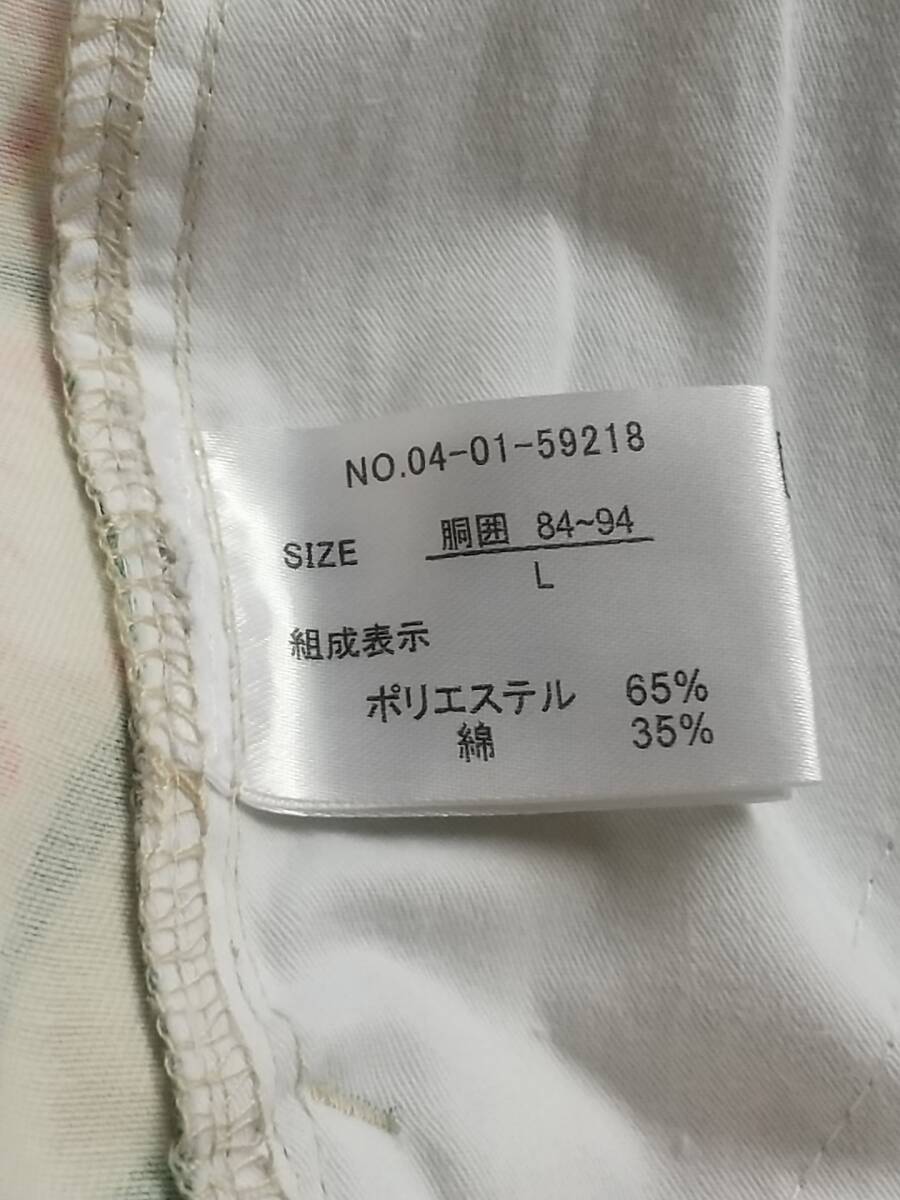 NO.04-01-59218
SIZE 胴囲 84~94
L
組成表示
ポリエステル 65%
綿 35%